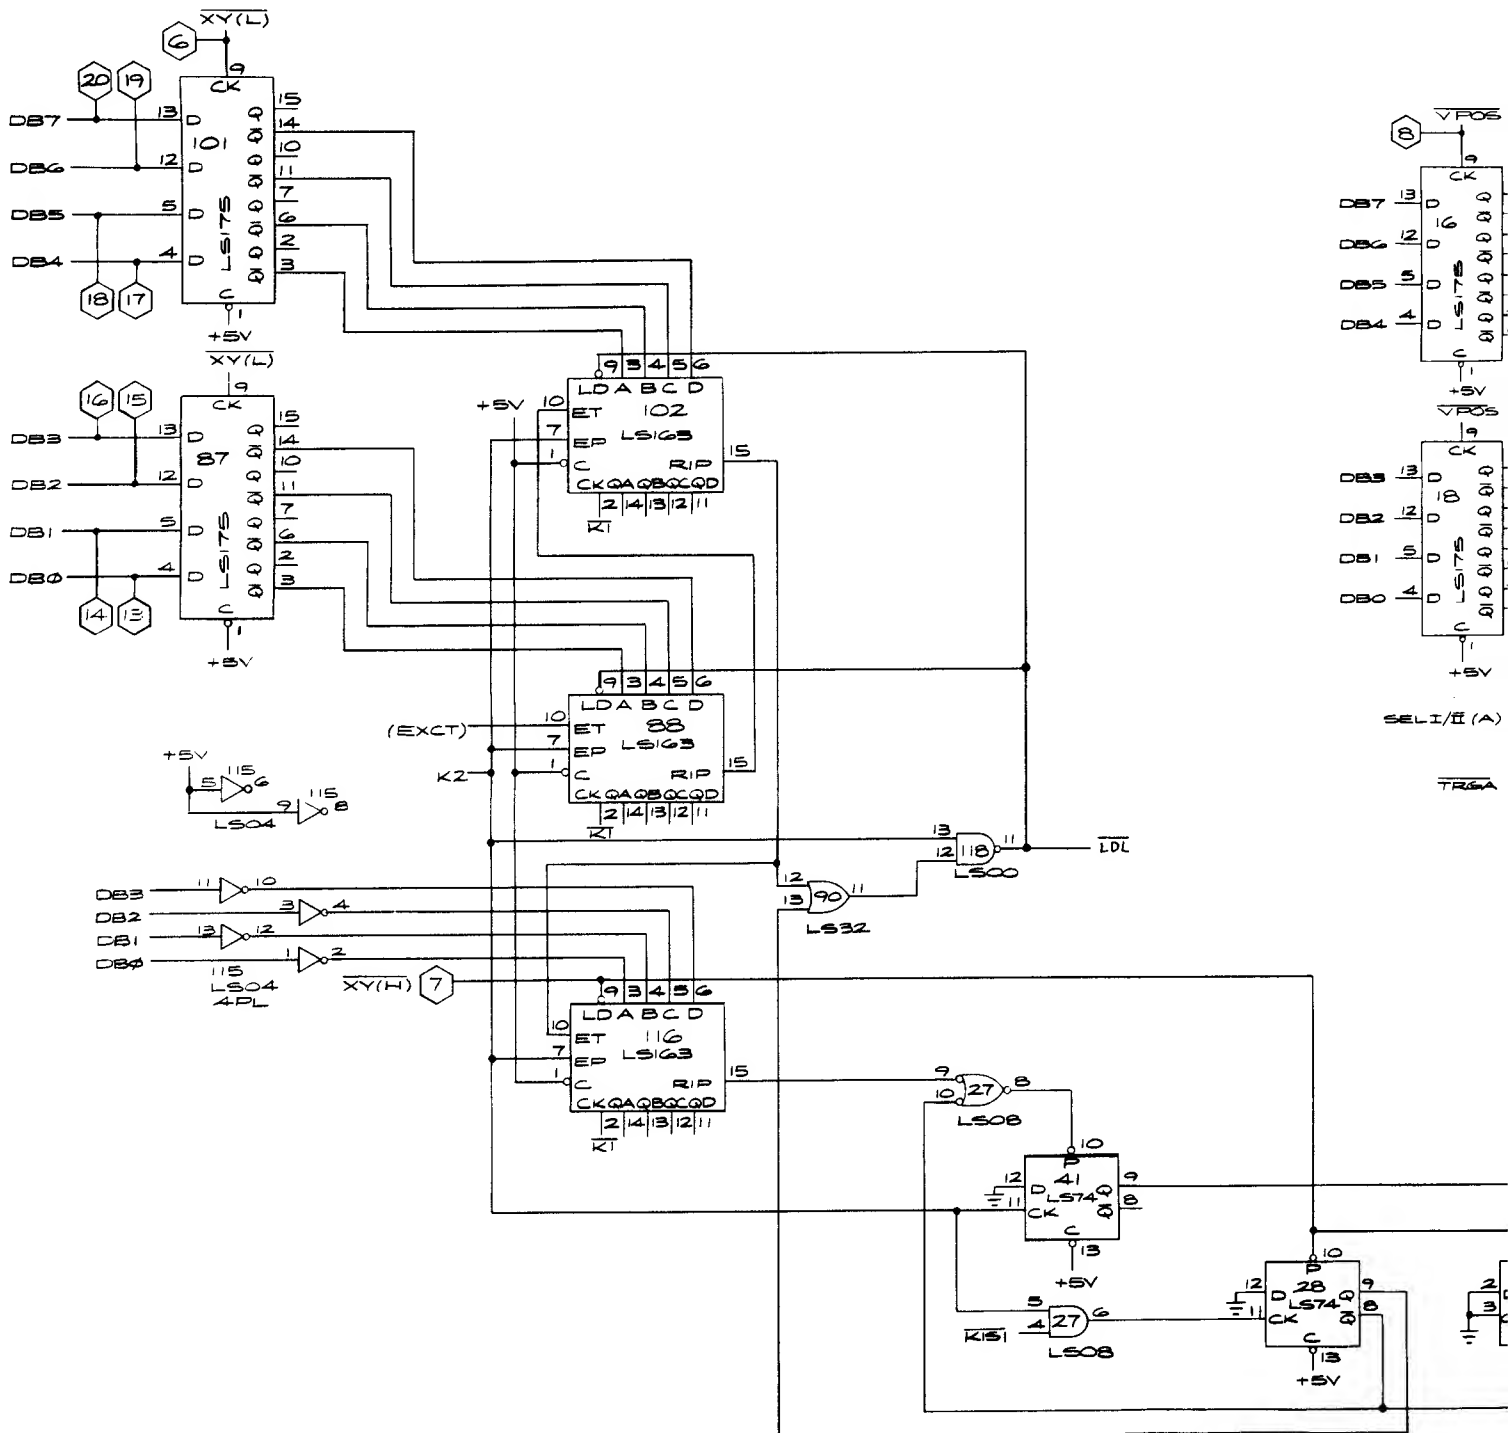 XY(L)
6
9
CK
20 19
15
DB7 13 D Q
14
101 Q
10
DB6 12 D Q
11
Q
7
DB5 5 D Q
6
LS175 Q
2
DB4 4 D Q
3
Q
18 17
C
1
+5V
XY(L)
9
CK
16 15
15
DB3 13 D Q
14
87 Q
10
DB2 12 D Q
11
Q
7
DB1 5 D Q
6
LS175 Q
2
DB0 4 D Q
3
Q
14 13
C
1
+5V
VPOS
8
9
CK
DB7 13 D Q
16 Q
DB6 12 D Q
Q
DB5 5 D Q
LS175 Q
DB4 4 D Q
Q
C
1
+5V
VPOS
9
CK
DB3 13 D Q
18 Q
DB2 12 D Q
Q
DB1 5 D Q
LS175 Q
DB0 4 D Q
Q
C
1
+5V
SEL I/II (A)
TRGA
9 3 4 5 6
LD A B C D
+5V
10 ET 102
7 EP LS163
1 C RIP 15
CK QA QB QC QD
2 14 13 12 11
K1
9 3 4 5 6
LD A B C D
(EXCT) 10 ET 88
7 EP LS163
K2 1 C RIP 15
CK QA QB QC QD
2 14 13 12 11
K1
+5V
5 115 6
9 115 8
LS04
13
12 118 11 LDL
LS00
12
13 90 11
LS32
DB3 11 10
DB2 3 4
DB1 13 12
DB0 1 2
115
LS04
4PL
XY(H) 7
9 3 4 5 6
LD A B C D
10 ET 116
7 EP LS163
1 C RIP 15
CK QA QB QC QD
2 14 13 12 11
K1
9
10 27 8
LS08
10
P
12 D 41 Q 9
11 CK LS74 Q 8
C
13
+5V
5
K151 4 27 6
LS08
10
P
12 D 28 Q 9
11 CK LS74 Q 8
C
13
+5V
2
3